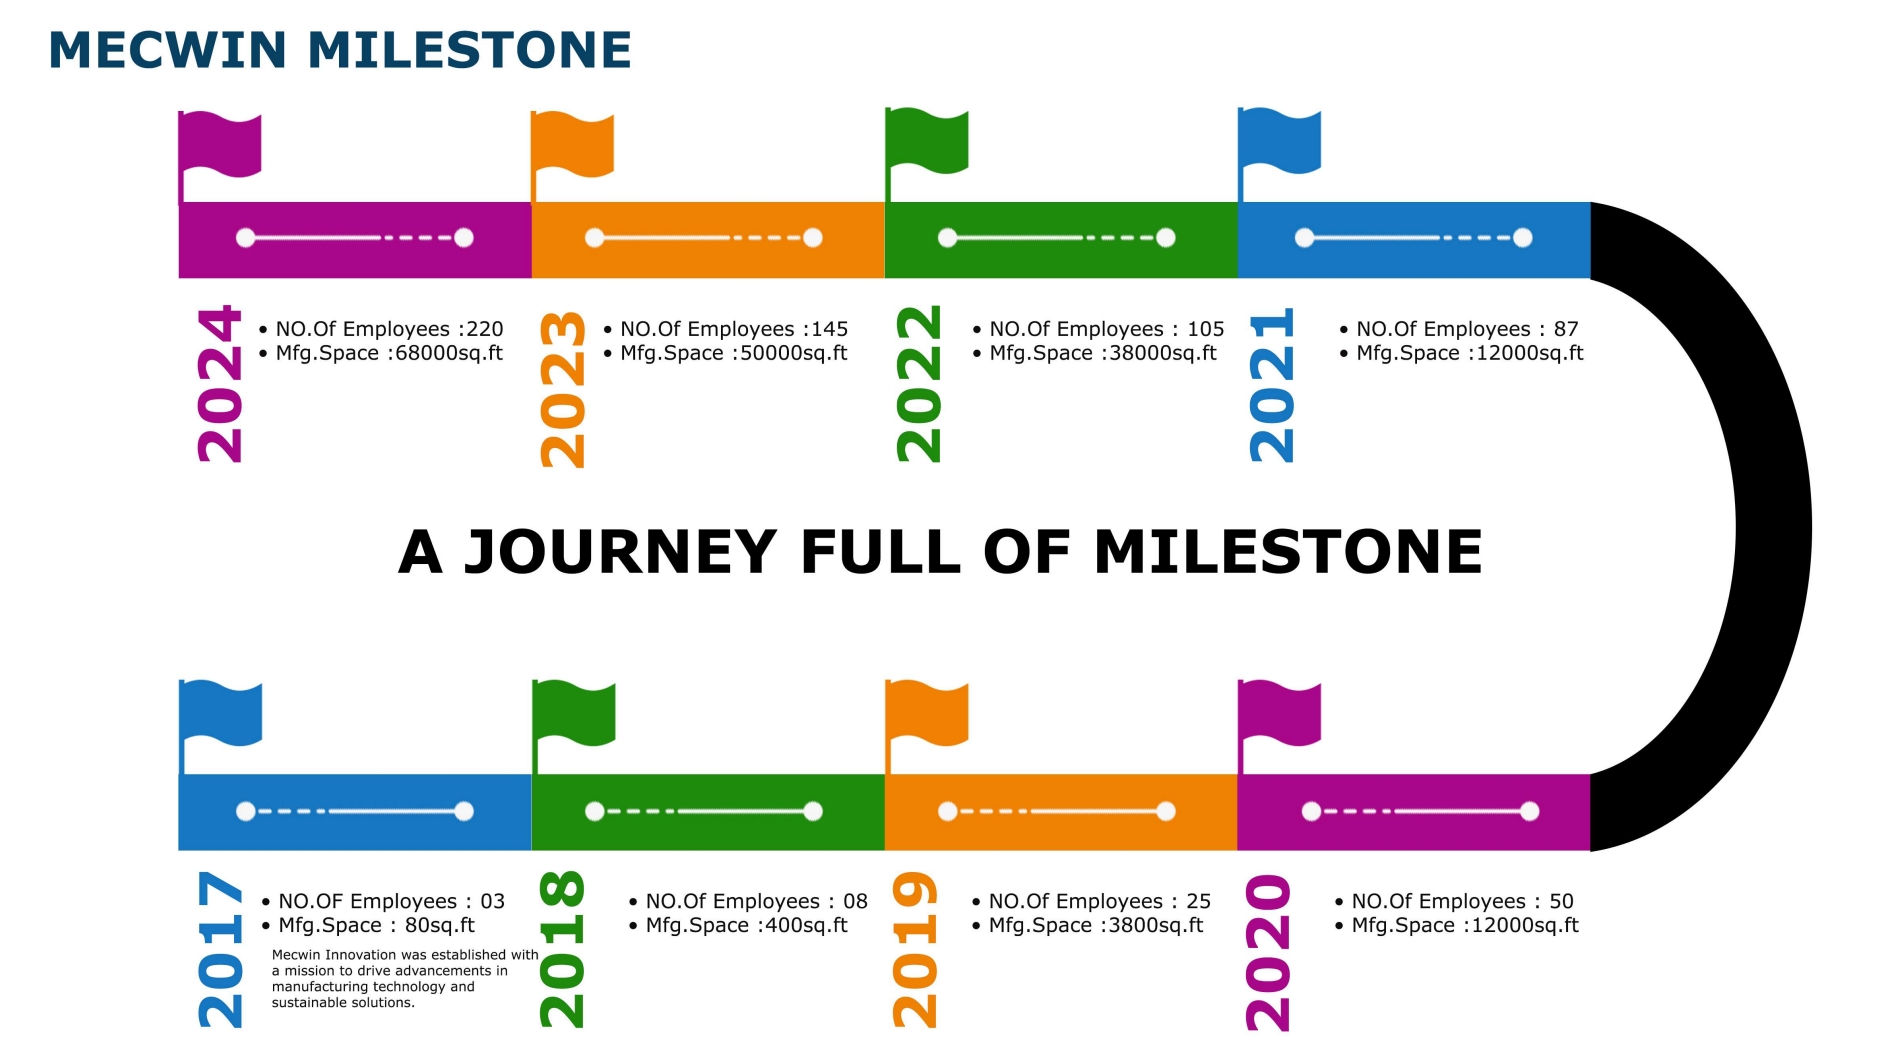 MECWIN MILESTONE
2024
• NO.Of Employees :220
• Mfg.Space :68000sq.ft
2023
• NO.Of Employees :145
• Mfg.Space :50000sq.ft
2022
• NO.Of Employees : 105
• Mfg.Space :38000sq.ft
2021
• NO.Of Employees : 87
• Mfg.Space :12000sq.ft
A JOURNEY FULL OF MILESTONE
2017
• NO.OF Employees : 03
• Mfg.Space : 80sq.ft
Mecwin Innovation was established with
a mission to drive advancements in
manufacturing technology and
sustainable solutions.
2018
• NO.Of Employees : 08
• Mfg.Space :400sq.ft
2019
• NO.Of Employees : 25
• Mfg.Space :3800sq.ft
2020
• NO.Of Employees : 50
• Mfg.Space :12000sq.ft